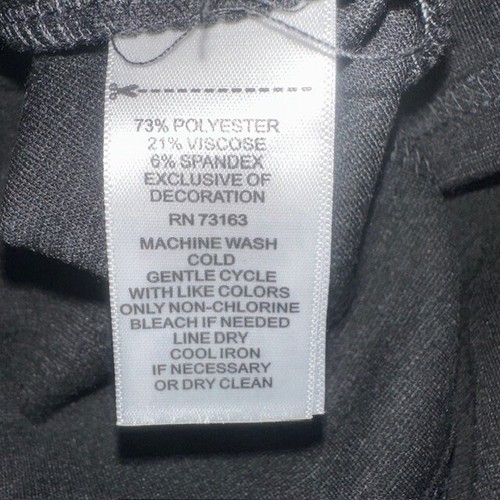 73% POLYESTER
21% VISCOSE
6% SPANDEX
EXCLUSIVE OF
DECORATION
RN 73163
MACHINE WASH
COLD
GENTLE CYCLE
WITH LIKE COLORS
ONLY NON-CHLORINE
BLEACH IF NEEDED
LINE DRY
COOL IRON
IF NECESSARY
OR DRY CLEAN